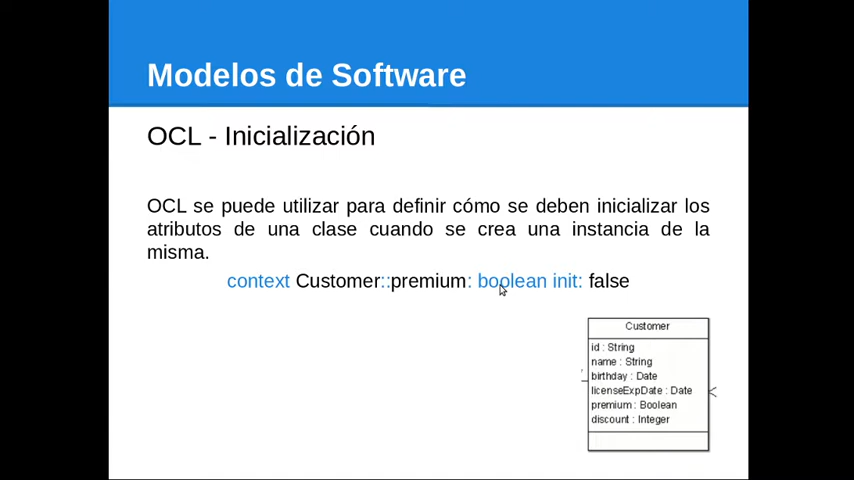 Modelos de Software
OCL - Inicialización
OCL se puede utilizar para definir cómo se deben inicializar los
atributos de una clase cuando se crea una instancia de la
misma.
context Customer::premium: boolean init: false
Customer
id : String
name : String
birthday : Date
licenseExpDate : Date
premium : Boolean
discount : Integer